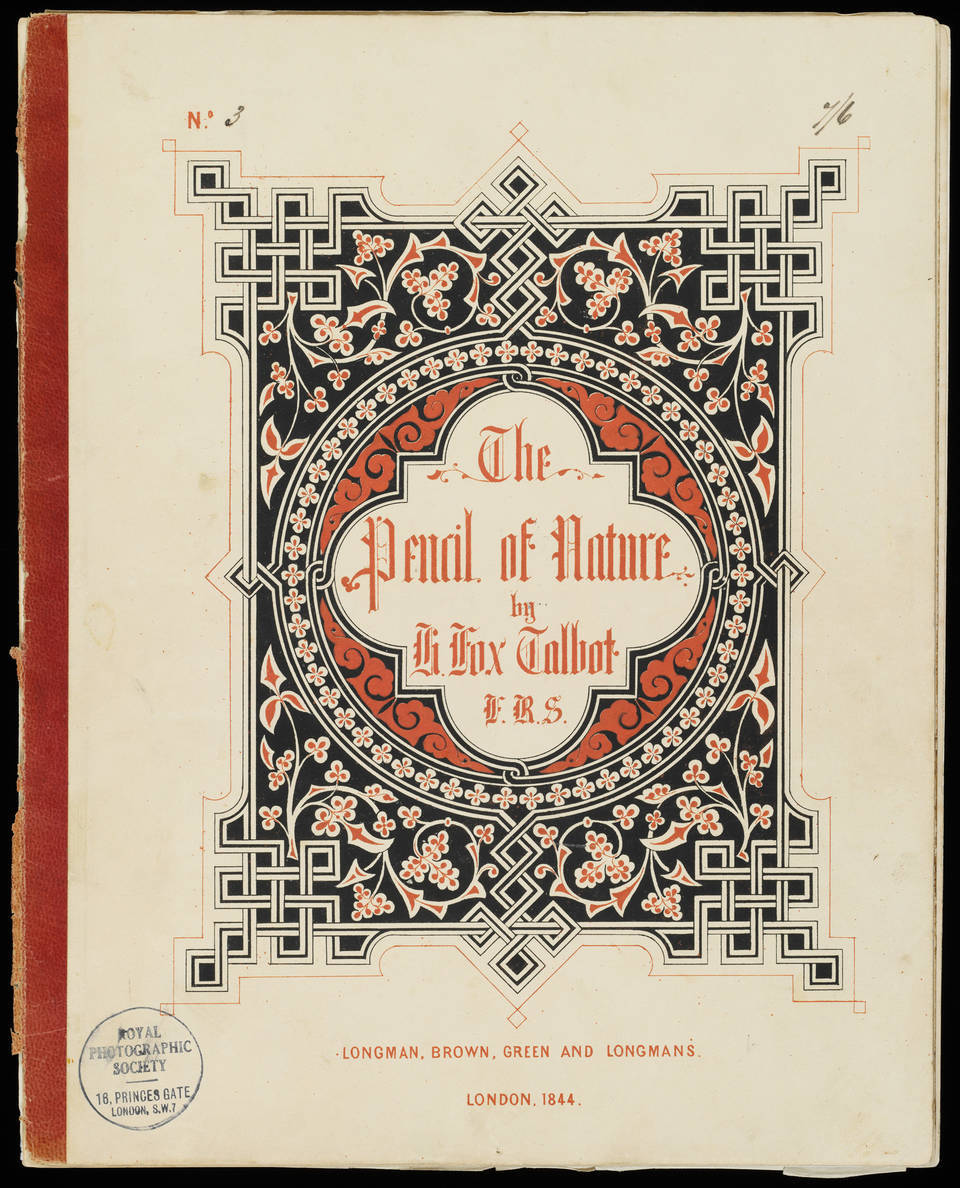 No. 3
7/6
The
Pencil of Nature
by
H. Fox Talbot
F. R. S.
LONGMAN, BROWN, GREEN AND LONGMANS.
LONDON, 1844.
ROYAL
PHOTOGRAPHIC
SOCIETY
16, PRINCES GATE
LONDON, S.W.7